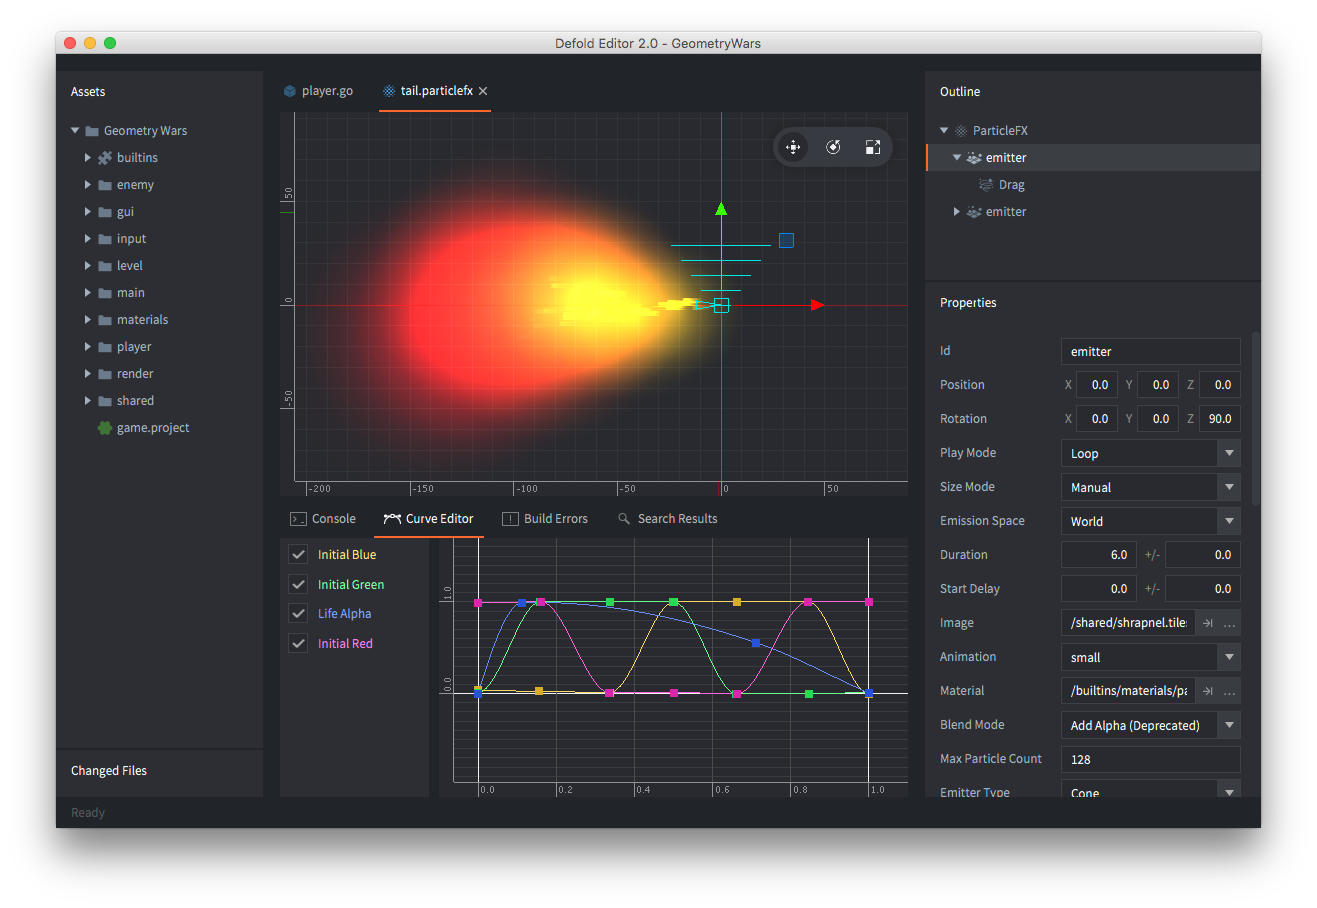 Defold Editor 2.0 - GeometryWars
Assets
Geometry Wars
builtins
enemy
gui
input
level
main
materials
player
render
shared
game.project
Changed Files
Ready
player.go
tail.particlefx
50
0
-50
-200
-150
-100
-50
0
50
Console
Curve Editor
Build Errors
Search Results
Initial Blue
Initial Green
Life Alpha
Initial Red
1.0
0.0
0.0
0.2
0.4
0.6
0.8
1.0
Outline
ParticleFX
emitter
Drag
emitter
Properties
Id emitter
Position X 0.0 Y 0.0 Z 0.0
Rotation X 0.0 Y 0.0 Z 90.0
Play Mode Loop
Size Mode Manual
Emission Space World
Duration 6.0 +/- 0.0
Start Delay 0.0 +/- 0.0
Image /shared/shrapnel.tile ...
Animation small
Material /builtins/materials/pa ...
Blend Mode Add Alpha (Deprecated)
Max Particle Count 128
Emitter Type Cone